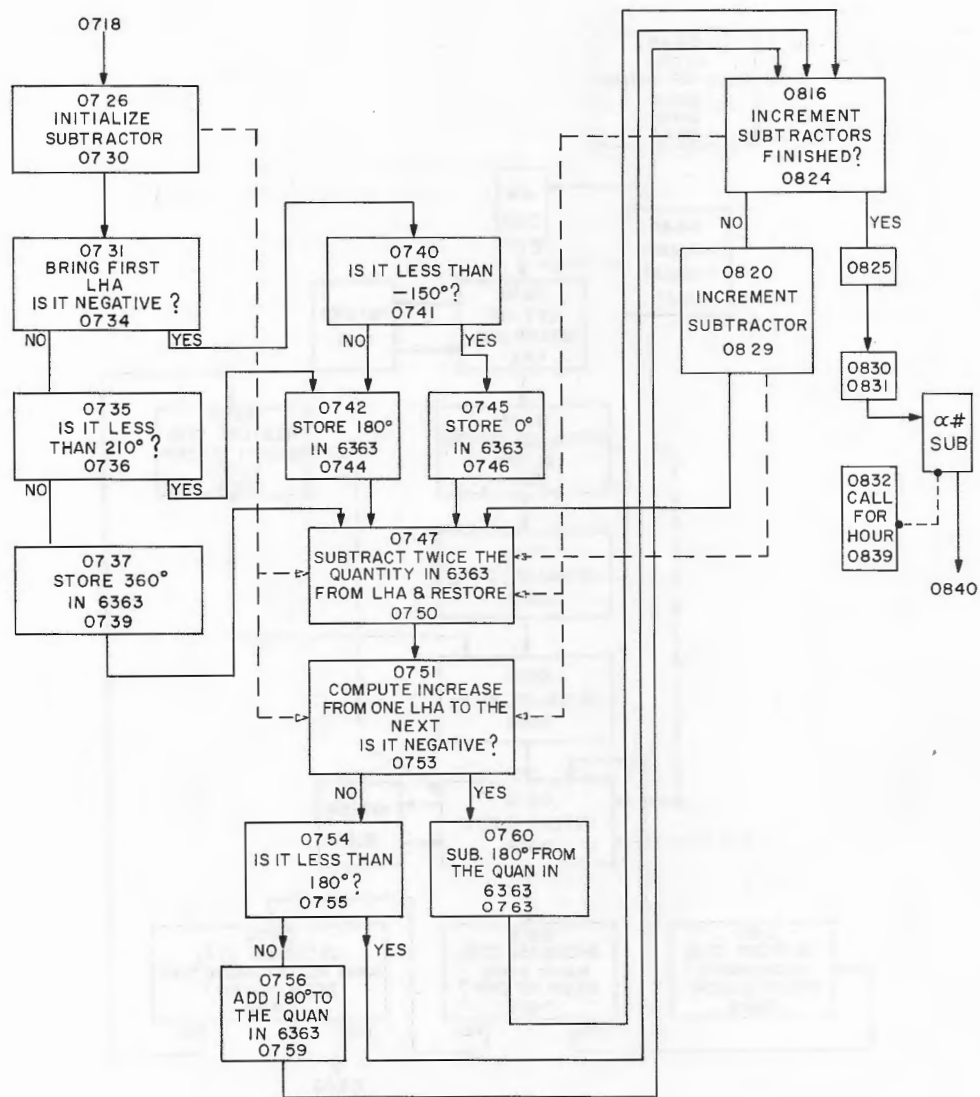 0718
0726
INITIALIZE
SUBTRACTOR
0730
0731
BRING FIRST
LHA
IS IT NEGATIVE ?
0734
NO
YES
0735
IS IT LESS
THAN 210° ?
0736
NO
YES
0737
STORE 360°
IN 6363
0739
0740
IS IT LESS THAN
-150° ?
0741
NO
YES
0742
STORE 180°
IN 6363
0744
0745
STORE 0°
IN 6363
0746
0747
SUBTRACT TWICE THE
QUANTITY IN 6363
FROM LHA & RESTORE
0750
0751
COMPUTE INCREASE
FROM ONE LHA TO THE
NEXT
IS IT NEGATIVE ?
0753
NO
YES
0754
IS IT LESS THAN
180° ?
0755
NO
YES
0756
ADD 180° TO
THE QUAN
IN 6363
0759
0760
SUB. 180° FROM
THE QUAN IN
6363
0763
0816
INCREMENT
SUBTRACTORS
FINISHED ?
0824
NO
YES
0820
INCREMENT
SUBTRACTOR
0829
0825
0830
0831
α#
SUB
0832
CALL
FOR
HOUR
0839
0840